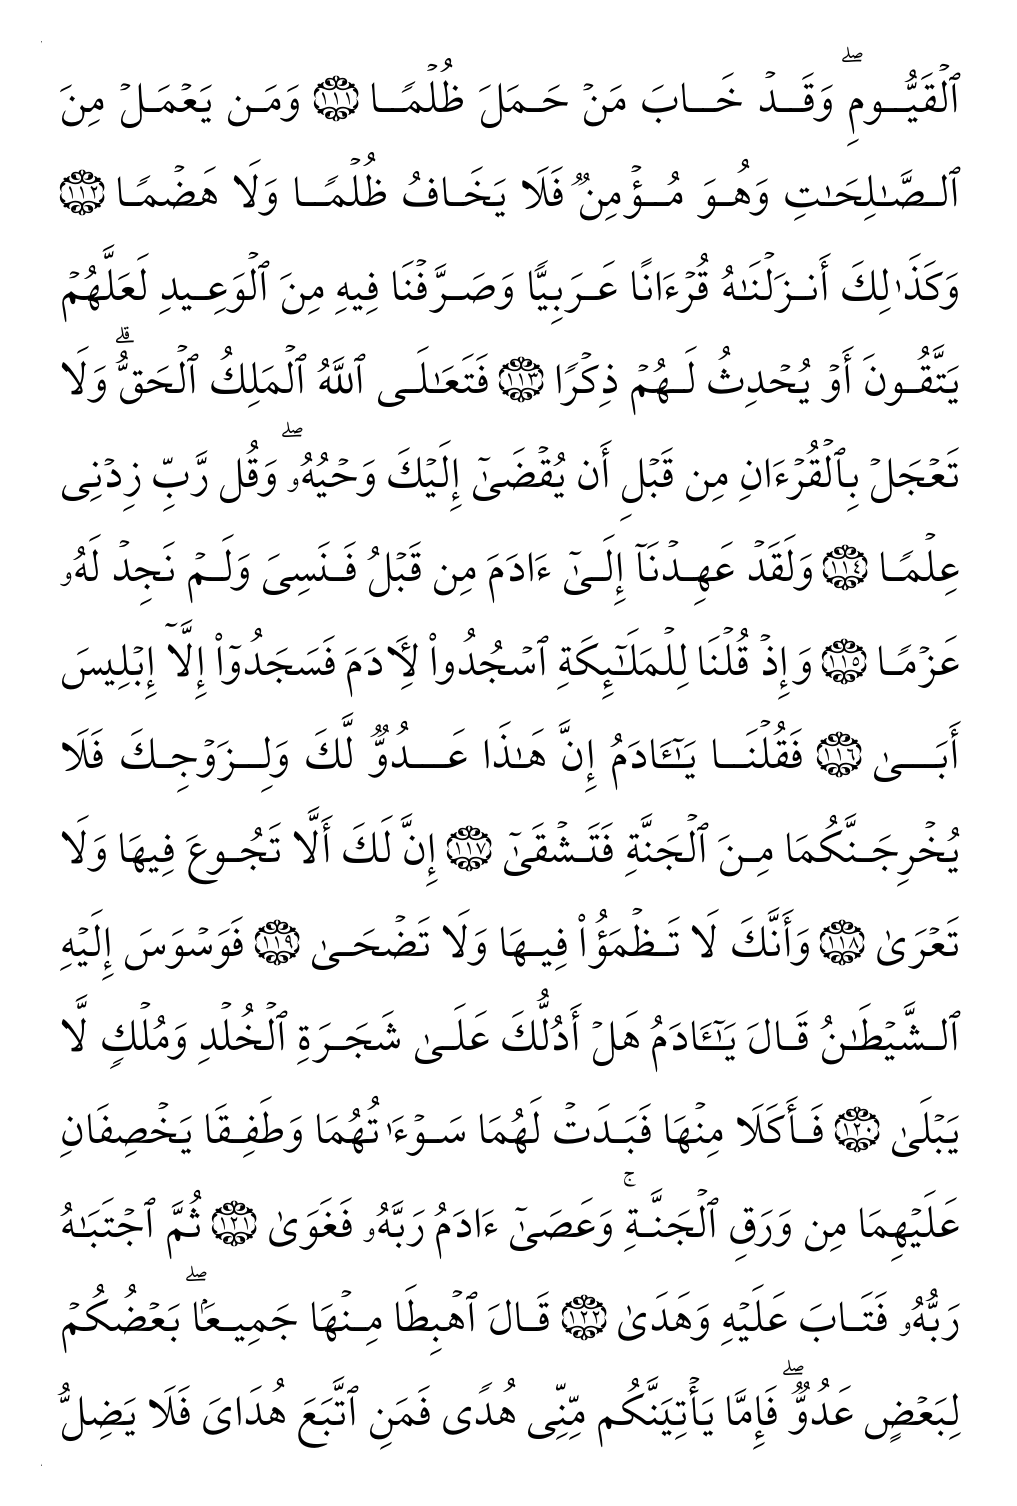 ٱلۡقَيُّومِۖ وَقَدۡ خَابَ مَنۡ حَمَلَ ظُلۡمٗا ١١١ وَمَن يَعۡمَلۡ مِنَ
ٱلصَّٰلِحَٰتِ وَهُوَ مُؤۡمِنٞ فَلَا يَخَافُ ظُلۡمٗا وَلَا هَضۡمٗا ١١٢
وَكَذَٰلِكَ أَنزَلۡنَٰهُ قُرۡءَانًا عَرَبِيّٗا وَصَرَّفۡنَا فِيهِ مِنَ ٱلۡوَعِيدِ لَعَلَّهُمۡ
يَتَّقُونَ أَوۡ يُحۡدِثُ لَهُمۡ ذِكۡرٗا ١١٣ فَتَعَٰلَى ٱللَّهُ ٱلۡمَلِكُ ٱلۡحَقُّۗ وَلَا
تَعۡجَلۡ بِٱلۡقُرۡءَانِ مِن قَبۡلِ أَن يُقۡضَىٰٓ إِلَيۡكَ وَحۡيُهُۥۖ وَقُل رَّبِّ زِدۡنِي
عِلۡمٗا ١١٤ وَلَقَدۡ عَهِدۡنَآ إِلَىٰٓ ءَادَمَ مِن قَبۡلُ فَنَسِيَ وَلَمۡ نَجِدۡ لَهُۥ
عَزۡمٗا ١١٥ وَإِذۡ قُلۡنَا لِلۡمَلَٰٓئِكَةِ ٱسۡجُدُواْ لِأٓدَمَ فَسَجَدُوٓاْ إِلَّآ إِبۡلِيسَ
أَبَىٰ ١١٦ فَقُلۡنَا يَٰٓـَٔادَمُ إِنَّ هَٰذَا عَدُوّٞ لَّكَ وَلِزَوۡجِكَ فَلَا
يُخۡرِجَنَّكُمَا مِنَ ٱلۡجَنَّةِ فَتَشۡقَىٰٓ ١١٧ إِنَّ لَكَ أَلَّا تَجُوعَ فِيهَا وَلَا
تَعۡرَىٰ ١١٨ وَأَنَّكَ لَا تَظۡمَؤُاْ فِيهَا وَلَا تَضۡحَىٰ ١١٩ فَوَسۡوَسَ إِلَيۡهِ
ٱلشَّيۡطَٰنُ قَالَ يَٰٓـَٔادَمُ هَلۡ أَدُلُّكَ عَلَىٰ شَجَرَةِ ٱلۡخُلۡدِ وَمُلۡكٖ لَّا
يَبۡلَىٰ ١٢٠ فَأَكَلَا مِنۡهَا فَبَدَتۡ لَهُمَا سَوۡءَٰتُهُمَا وَطَفِقَا يَخۡصِفَانِ
عَلَيۡهِمَا مِن وَرَقِ ٱلۡجَنَّةِۚ وَعَصَىٰٓ ءَادَمُ رَبَّهُۥ فَغَوَىٰ ١٢١ ثُمَّ ٱجۡتَبَٰهُ
رَبُّهُۥ فَتَابَ عَلَيۡهِ وَهَدَىٰ ١٢٢ قَالَ ٱهۡبِطَا مِنۡهَا جَمِيعَۢاۖ بَعۡضُكُمۡ
لِبَعۡضٍ عَدُوّٞۖ فَإِمَّا يَأۡتِيَنَّكُم مِّنِّي هُدٗى فَمَنِ ٱتَّبَعَ هُدَايَ فَلَا يَضِلُّ